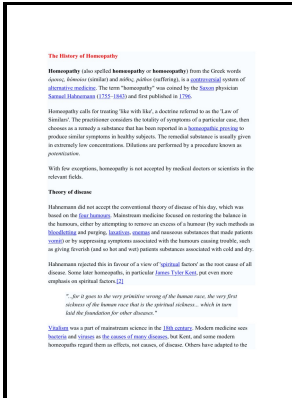 The History of Homeopathy
Homeopathy (also spelled homœopathy or homoeopathy) from the Greek words
όμοιος, hómoios (similar) and πάθος, páthos (suffering), is a controversial system of
alternative medicine. The term "homeopathy" was coined by the Saxon physician
Samuel Hahnemann (1755–1843) and first published in 1796.
Homeopathy calls for treating 'like with like', a doctrine referred to as the 'Law of
Similars'. The practitioner considers the totality of symptoms of a particular case, then
chooses as a remedy a substance that has been reported in a homeopathic proving to
produce similar symptoms in healthy subjects. The remedial substance is usually given
in extremely low concentrations. Dilutions are performed by a procedure known as
potentization.
With few exceptions, homeopathy is not accepted by medical doctors or scientists in the
relevant fields.
Theory of disease
Hahnemann did not accept the conventional theory of disease of his day, which was
based on the four humours. Mainstream medicine focused on restoring the balance in
the humours, either by attempting to remove an excess of a humour (by such methods as
bloodletting and purging, laxatives, enemas and nauseous substances that made patients
vomit) or by suppressing symptoms associated with the humours causing trouble, such
as giving feverish (and so hot and wet) patients substances associated with cold and dry.
Hahnemann rejected this in favour of a view of 'spiritual factors' as the root cause of all
disease. Some later homeopaths, in particular James Tyler Kent, put even more
emphasis on spiritual factors.[2]
"...for it goes to the very primitive wrong of the human race, the very first
sickness of the human race that is the spiritual sickness... which in turn
laid the foundation for other diseases."
Vitalism was a part of mainstream science in the 18th century. Modern medicine sees
bacteria and viruses as the causes of many diseases, but Kent, and some modern
homeopaths regard them as effects, not causes, of disease. Others have adapted to the